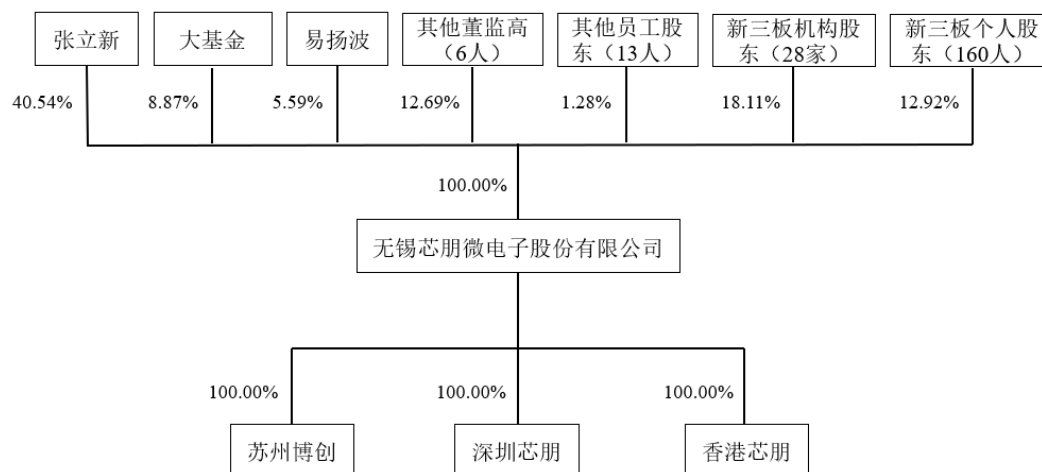 张立新
大基金
易扬波
其他董监高
（6人）
其他员工股
东（13人）
新三板机构股
东（28家）
新三板个人股
东（160人）
40.54%
8.87%
5.59%
12.69%
1.28%
18.11%
12.92%
100.00%
无锡芯朋微电子股份有限公司
100.00%
100.00%
100.00%
苏州博创
深圳芯朋
香港芯朋